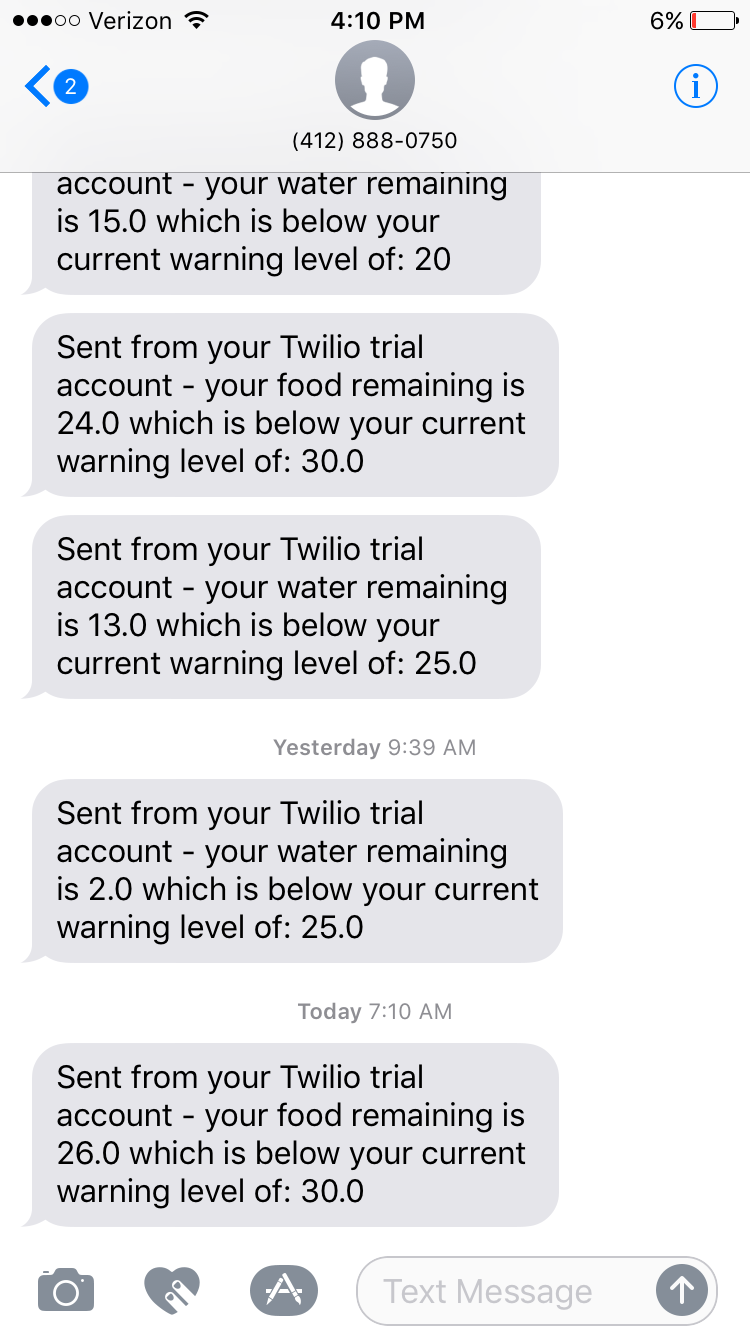 Verizon 4:10 PM 6%
2
(412) 888-0750
account - your water remaining
is 15.0 which is below your
current warning level of: 20
Sent from your Twilio trial
account - your food remaining is
24.0 which is below your current
warning level of: 30.0
Sent from your Twilio trial
account - your water remaining
is 13.0 which is below your
current warning level of: 25.0
Yesterday 9:39 AM
Sent from your Twilio trial
account - your water remaining
is 2.0 which is below your current
warning level of: 25.0
Today 7:10 AM
Sent from your Twilio trial
account - your food remaining is
26.0 which is below your current
warning level of: 30.0
Text Message